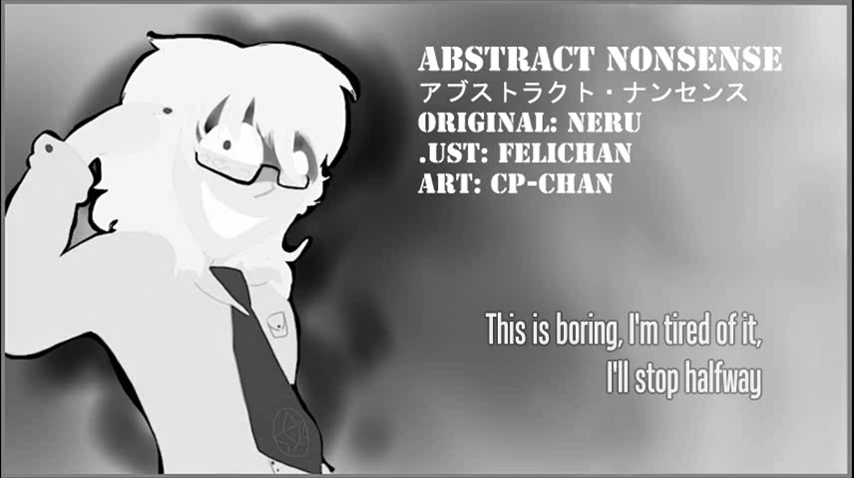 ABSTRACT NONSENSE
アブストラクト・ナンセンス
ORIGINAL: NERU
.UST: FELICHAN
ART: CP-CHAN
This is boring, I'm tired of it,
I'll stop halfway